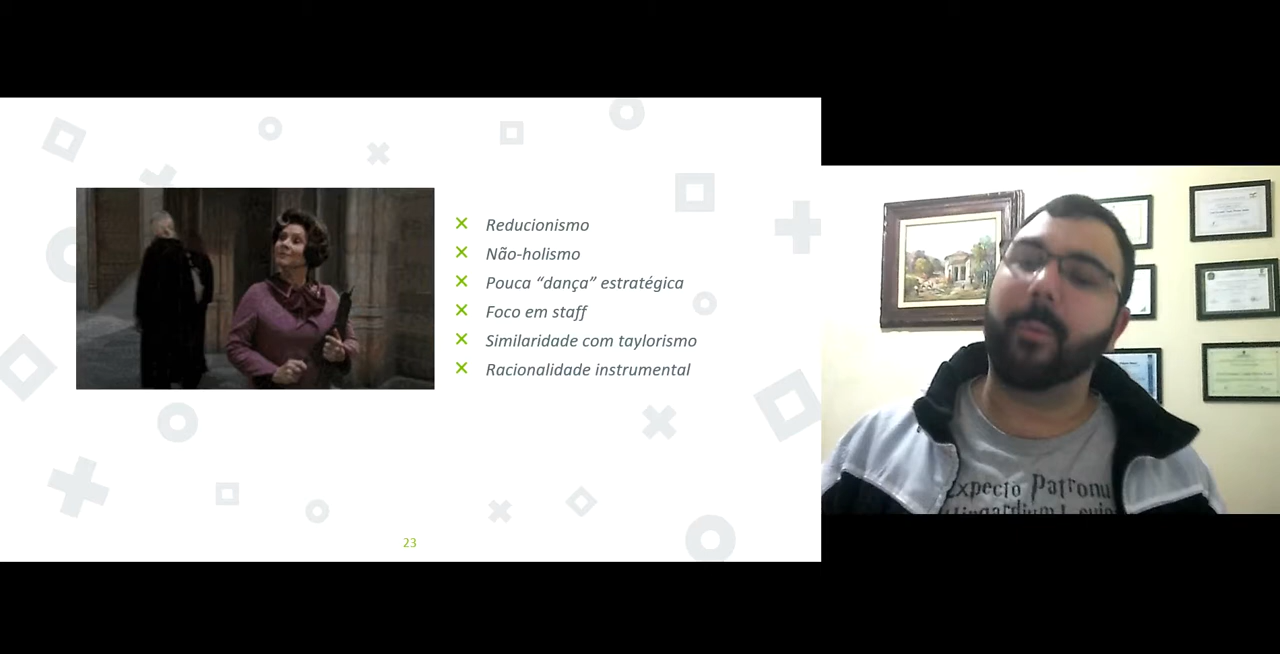 Reducionismo
Não-holismo
Pouca “dança” estratégica
Foco em staff
Similaridade com taylorismo
Racionalidade instrumental
23
Expecto Patronu